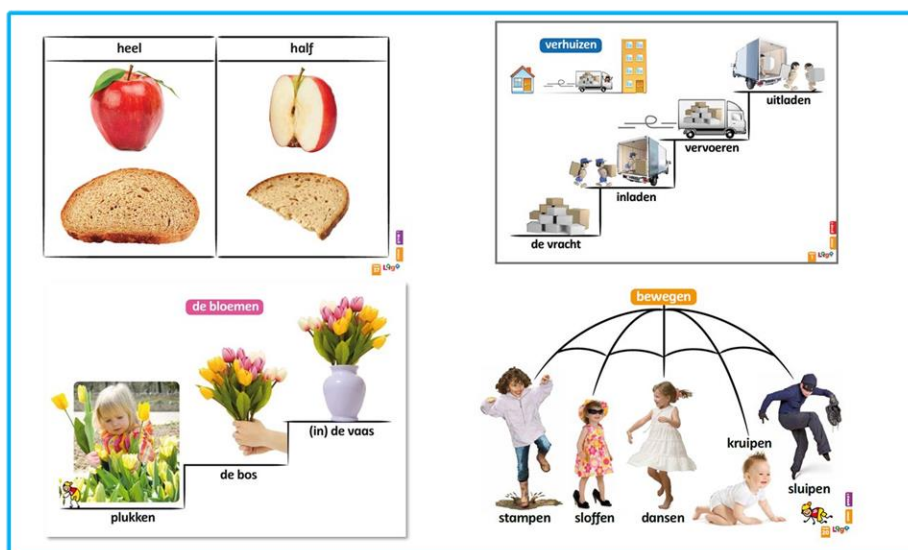 heel
half
verhuizen
uitladen
vervoeren
inladen
de vracht
de bloemen
(in) de vaas
de bos
plukken
bewegen
kruipen
sluipen
stampen
sloffen
dansen